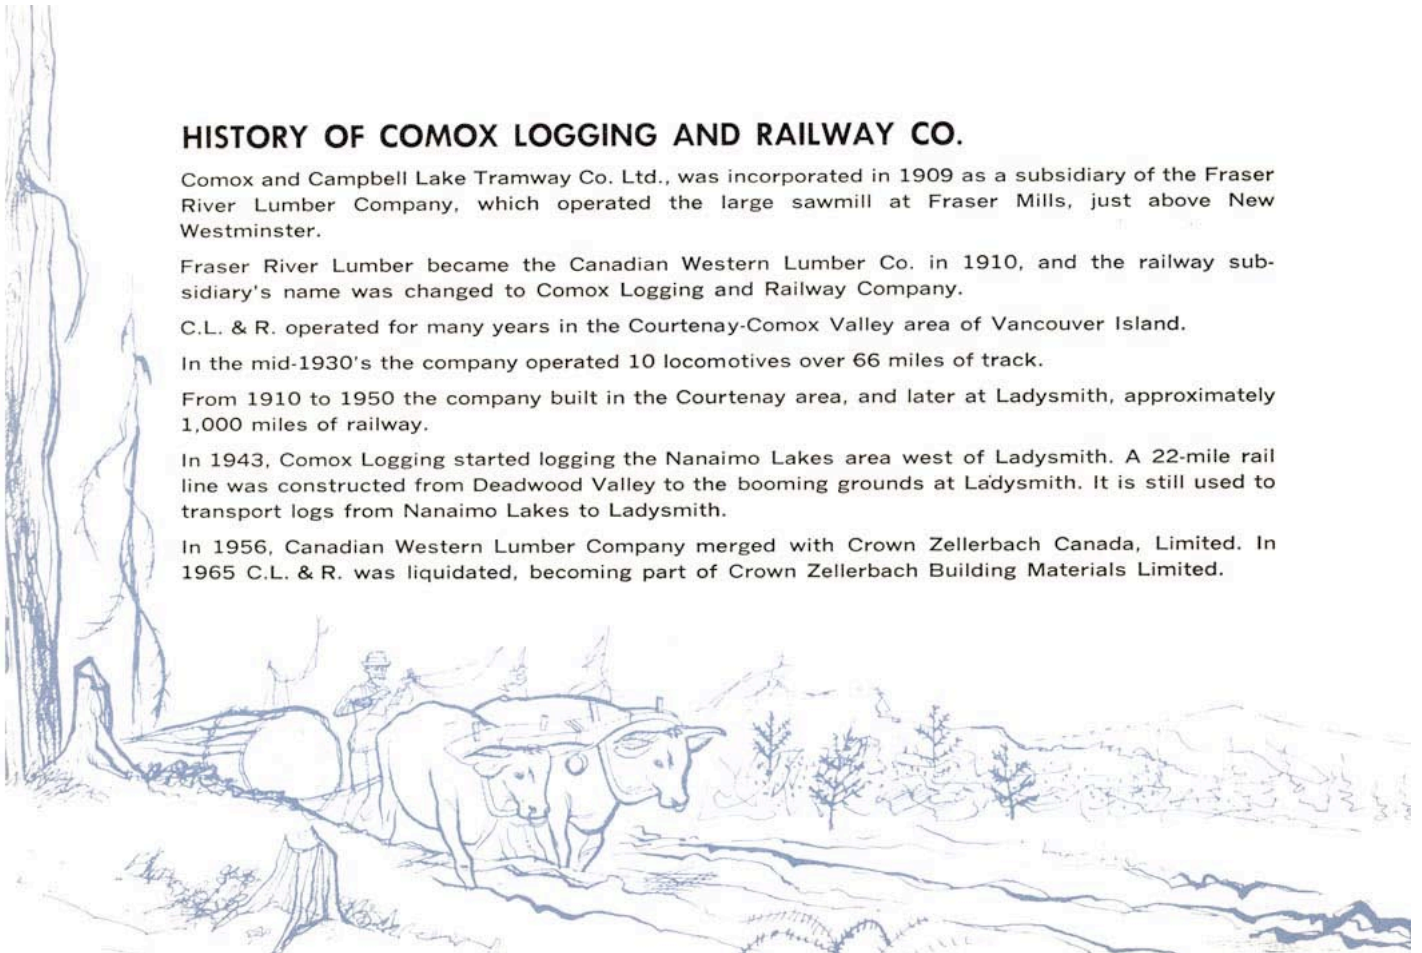 HISTORY OF COMOX LOGGING AND RAILWAY CO.
Comox and Campbell Lake Tramway Co. Ltd., was incorporated in 1909 as a subsidiary of the Fraser
River Lumber Company, which operated the large sawmill at Fraser Mills, just above New
Westminster.
Fraser River Lumber became the Canadian Western Lumber Co. in 1910, and the railway sub-
sidiary's name was changed to Comox Logging and Railway Company.
C.L. & R. operated for many years in the Courtenay-Comox Valley area of Vancouver Island.
In the mid-1930's the company operated 10 locomotives over 66 miles of track.
From 1910 to 1950 the company built in the Courtenay area, and later at Ladysmith, approximately
1,000 miles of railway.
In 1943, Comox Logging started logging the Nanaimo Lakes area west of Ladysmith. A 22-mile rail
line was constructed from Deadwood Valley to the booming grounds at Ladysmith. It is still used to
transport logs from Nanaimo Lakes to Ladysmith.
In 1956, Canadian Western Lumber Company merged with Crown Zellerbach Canada, Limited. In
1965 C.L. & R. was liquidated, becoming part of Crown Zellerbach Building Materials Limited.